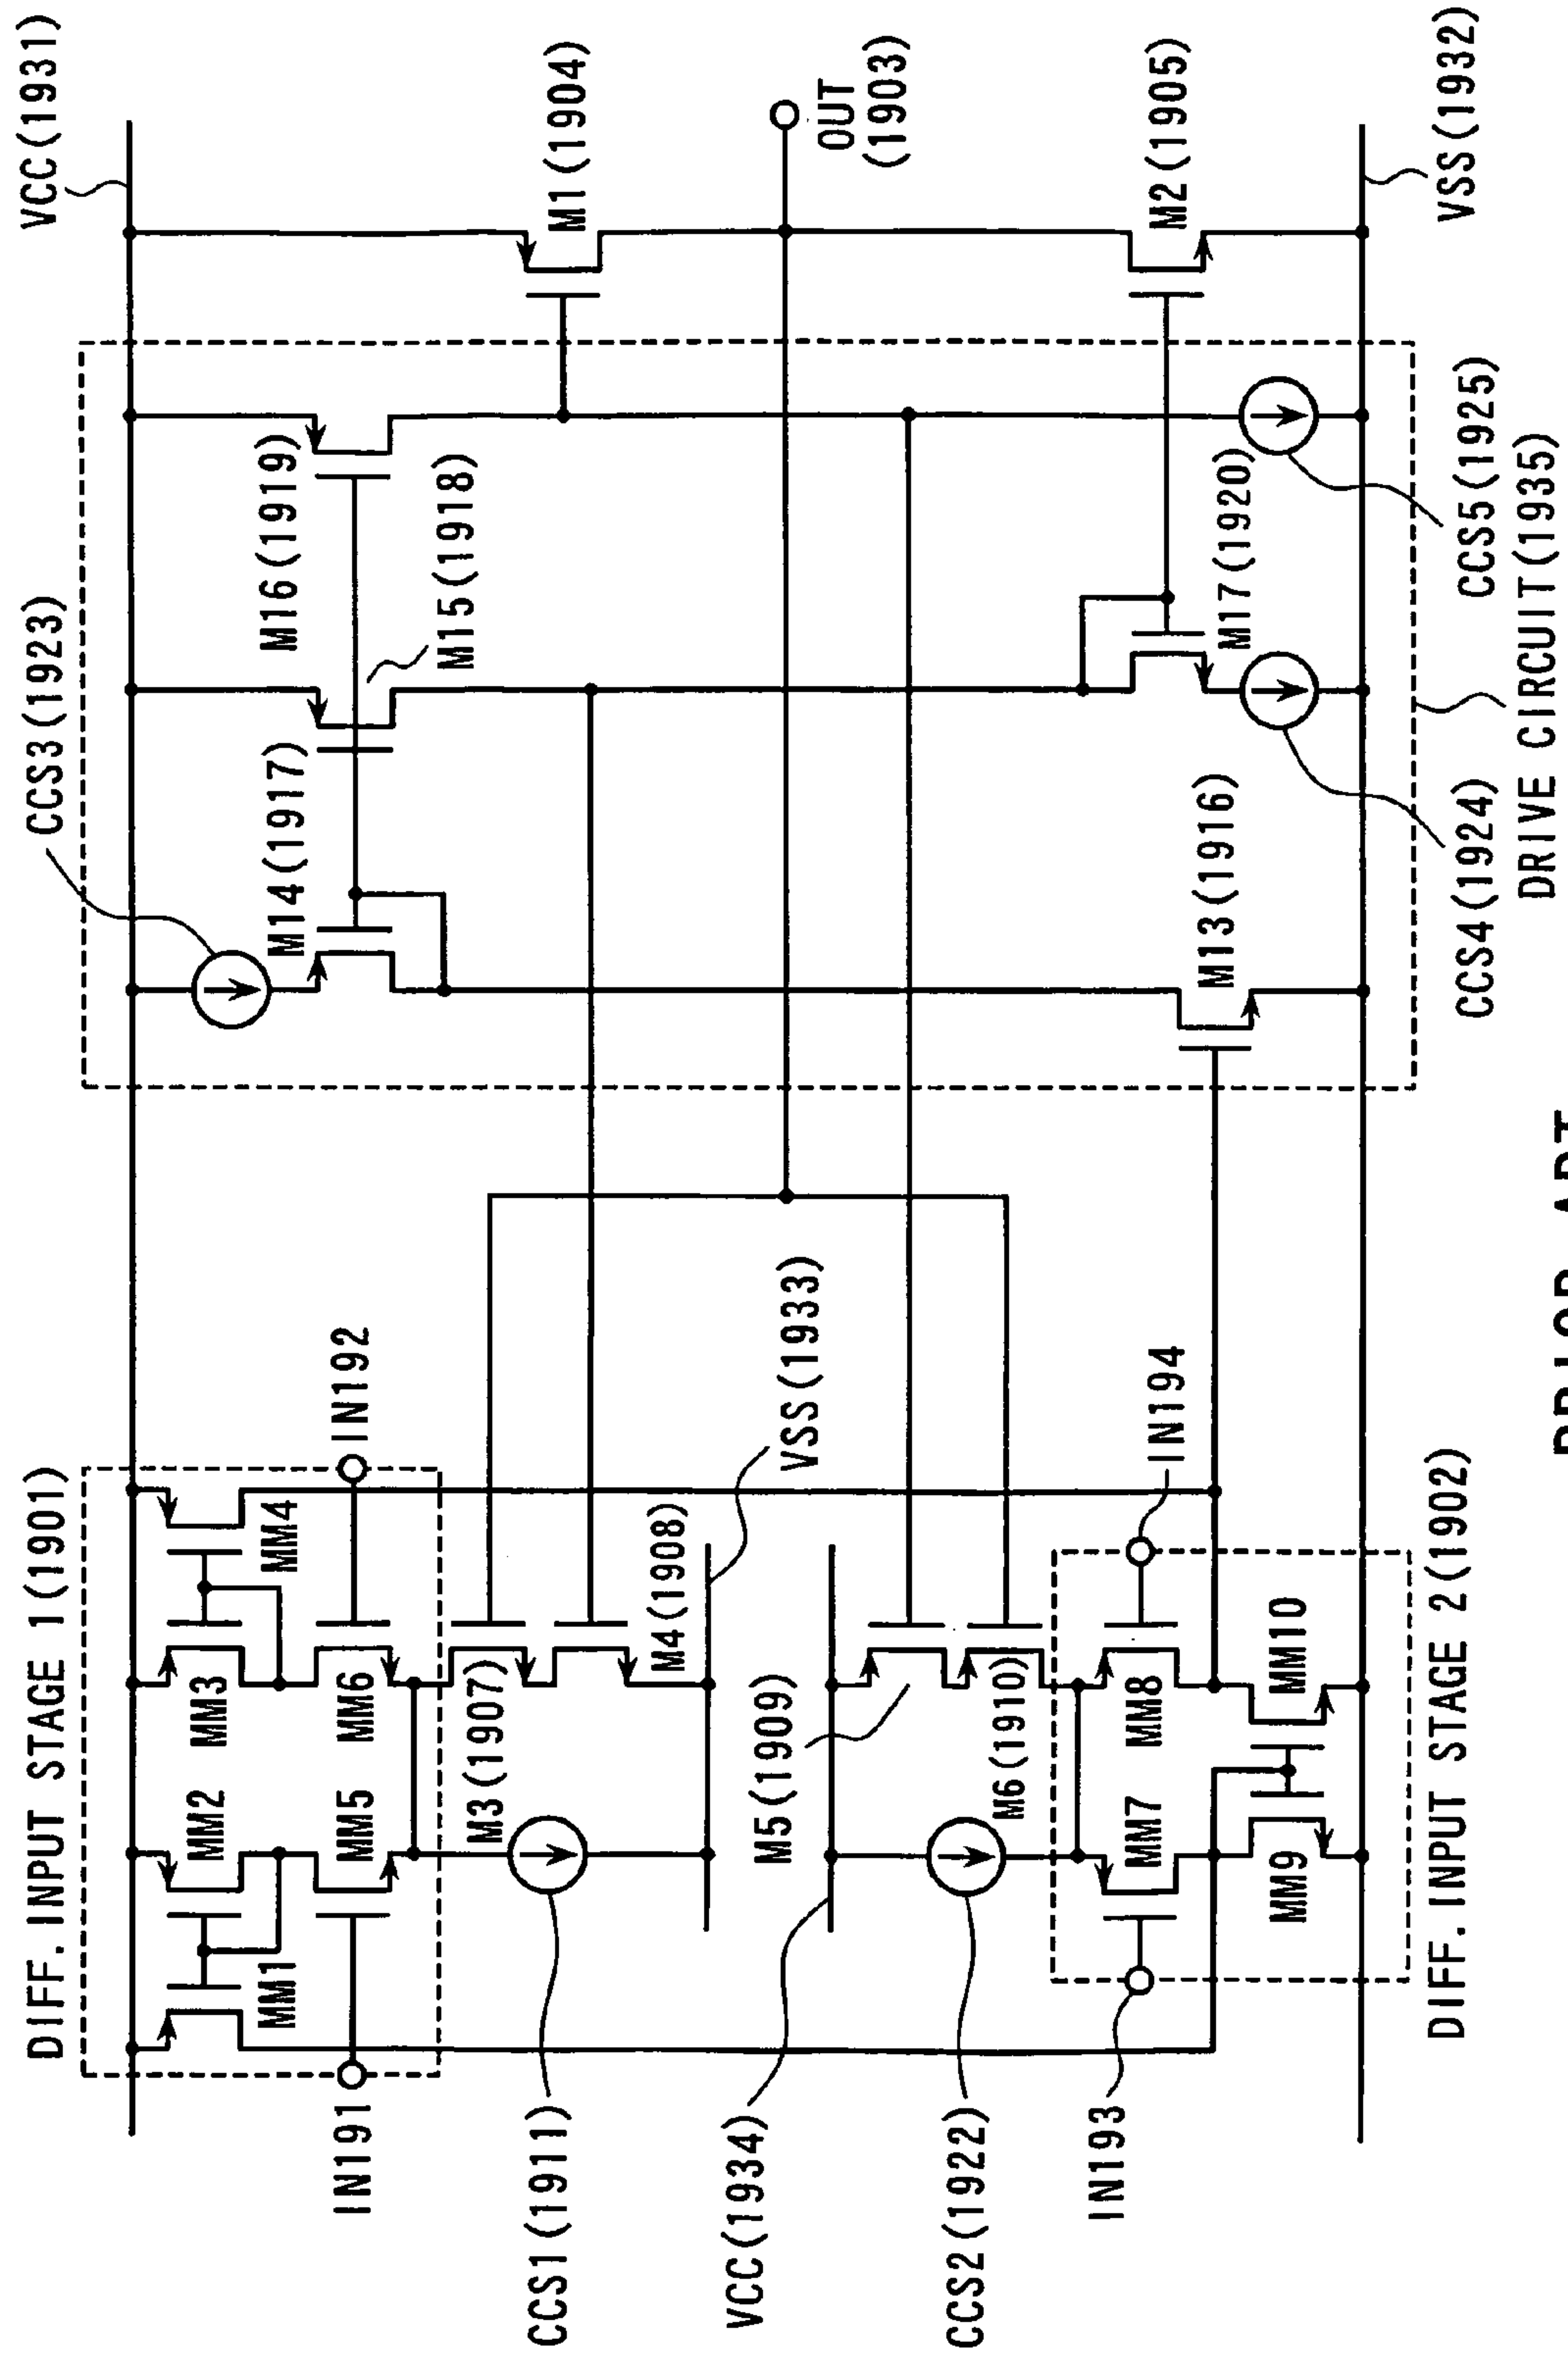 VCC(1931)
M1(1904)
OUT
(1903)
M2(1905)
VSS(1932)
CCS3(1923)
M16(1919)
M15(1918)
M14(1917)
M17(1920)
M13(1916)
CCS5(1925)
CCS4(1924)
DRIVE CIRCUIT(1935)
DIFF. INPUT STAGE 1(1901)
IN192
MM4
MM3
MM6
MM2
MM5
MM1
IN191
M3(1907)
M4(1908)
VSS(1933)
CCS1(1911)
VCC(1934)
M5(1909)
M6(1910)
CCS2(1922)
IN194
MM8
MM10
MM7
MM9
IN193
DIFF. INPUT STAGE 2(1902)
PRIOR ART